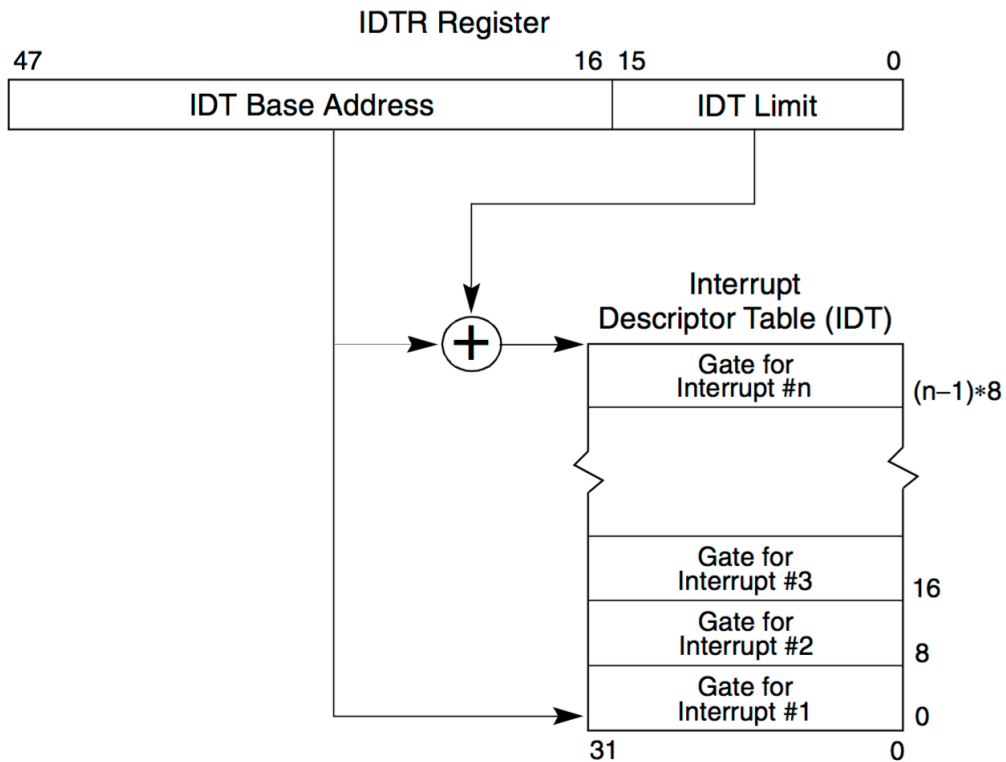 IDTR Register
47 16 15 0
IDT Base Address IDT Limit
Interrupt
Descriptor Table (IDT)
+
Gate for
Interrupt #n
(n−1)∗8
Gate for
Interrupt #3
16
Gate for
Interrupt #2
8
Gate for
Interrupt #1
0
31 0